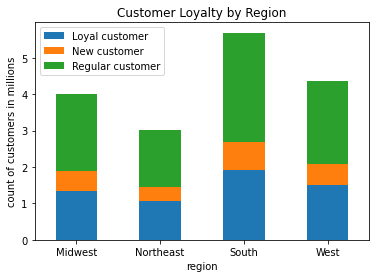 Customer Loyalty by Region
Loyal customer
New customer
Regular customer
count of customers in millions
5
4
3
2
1
0
Midwest Northeast South West
region